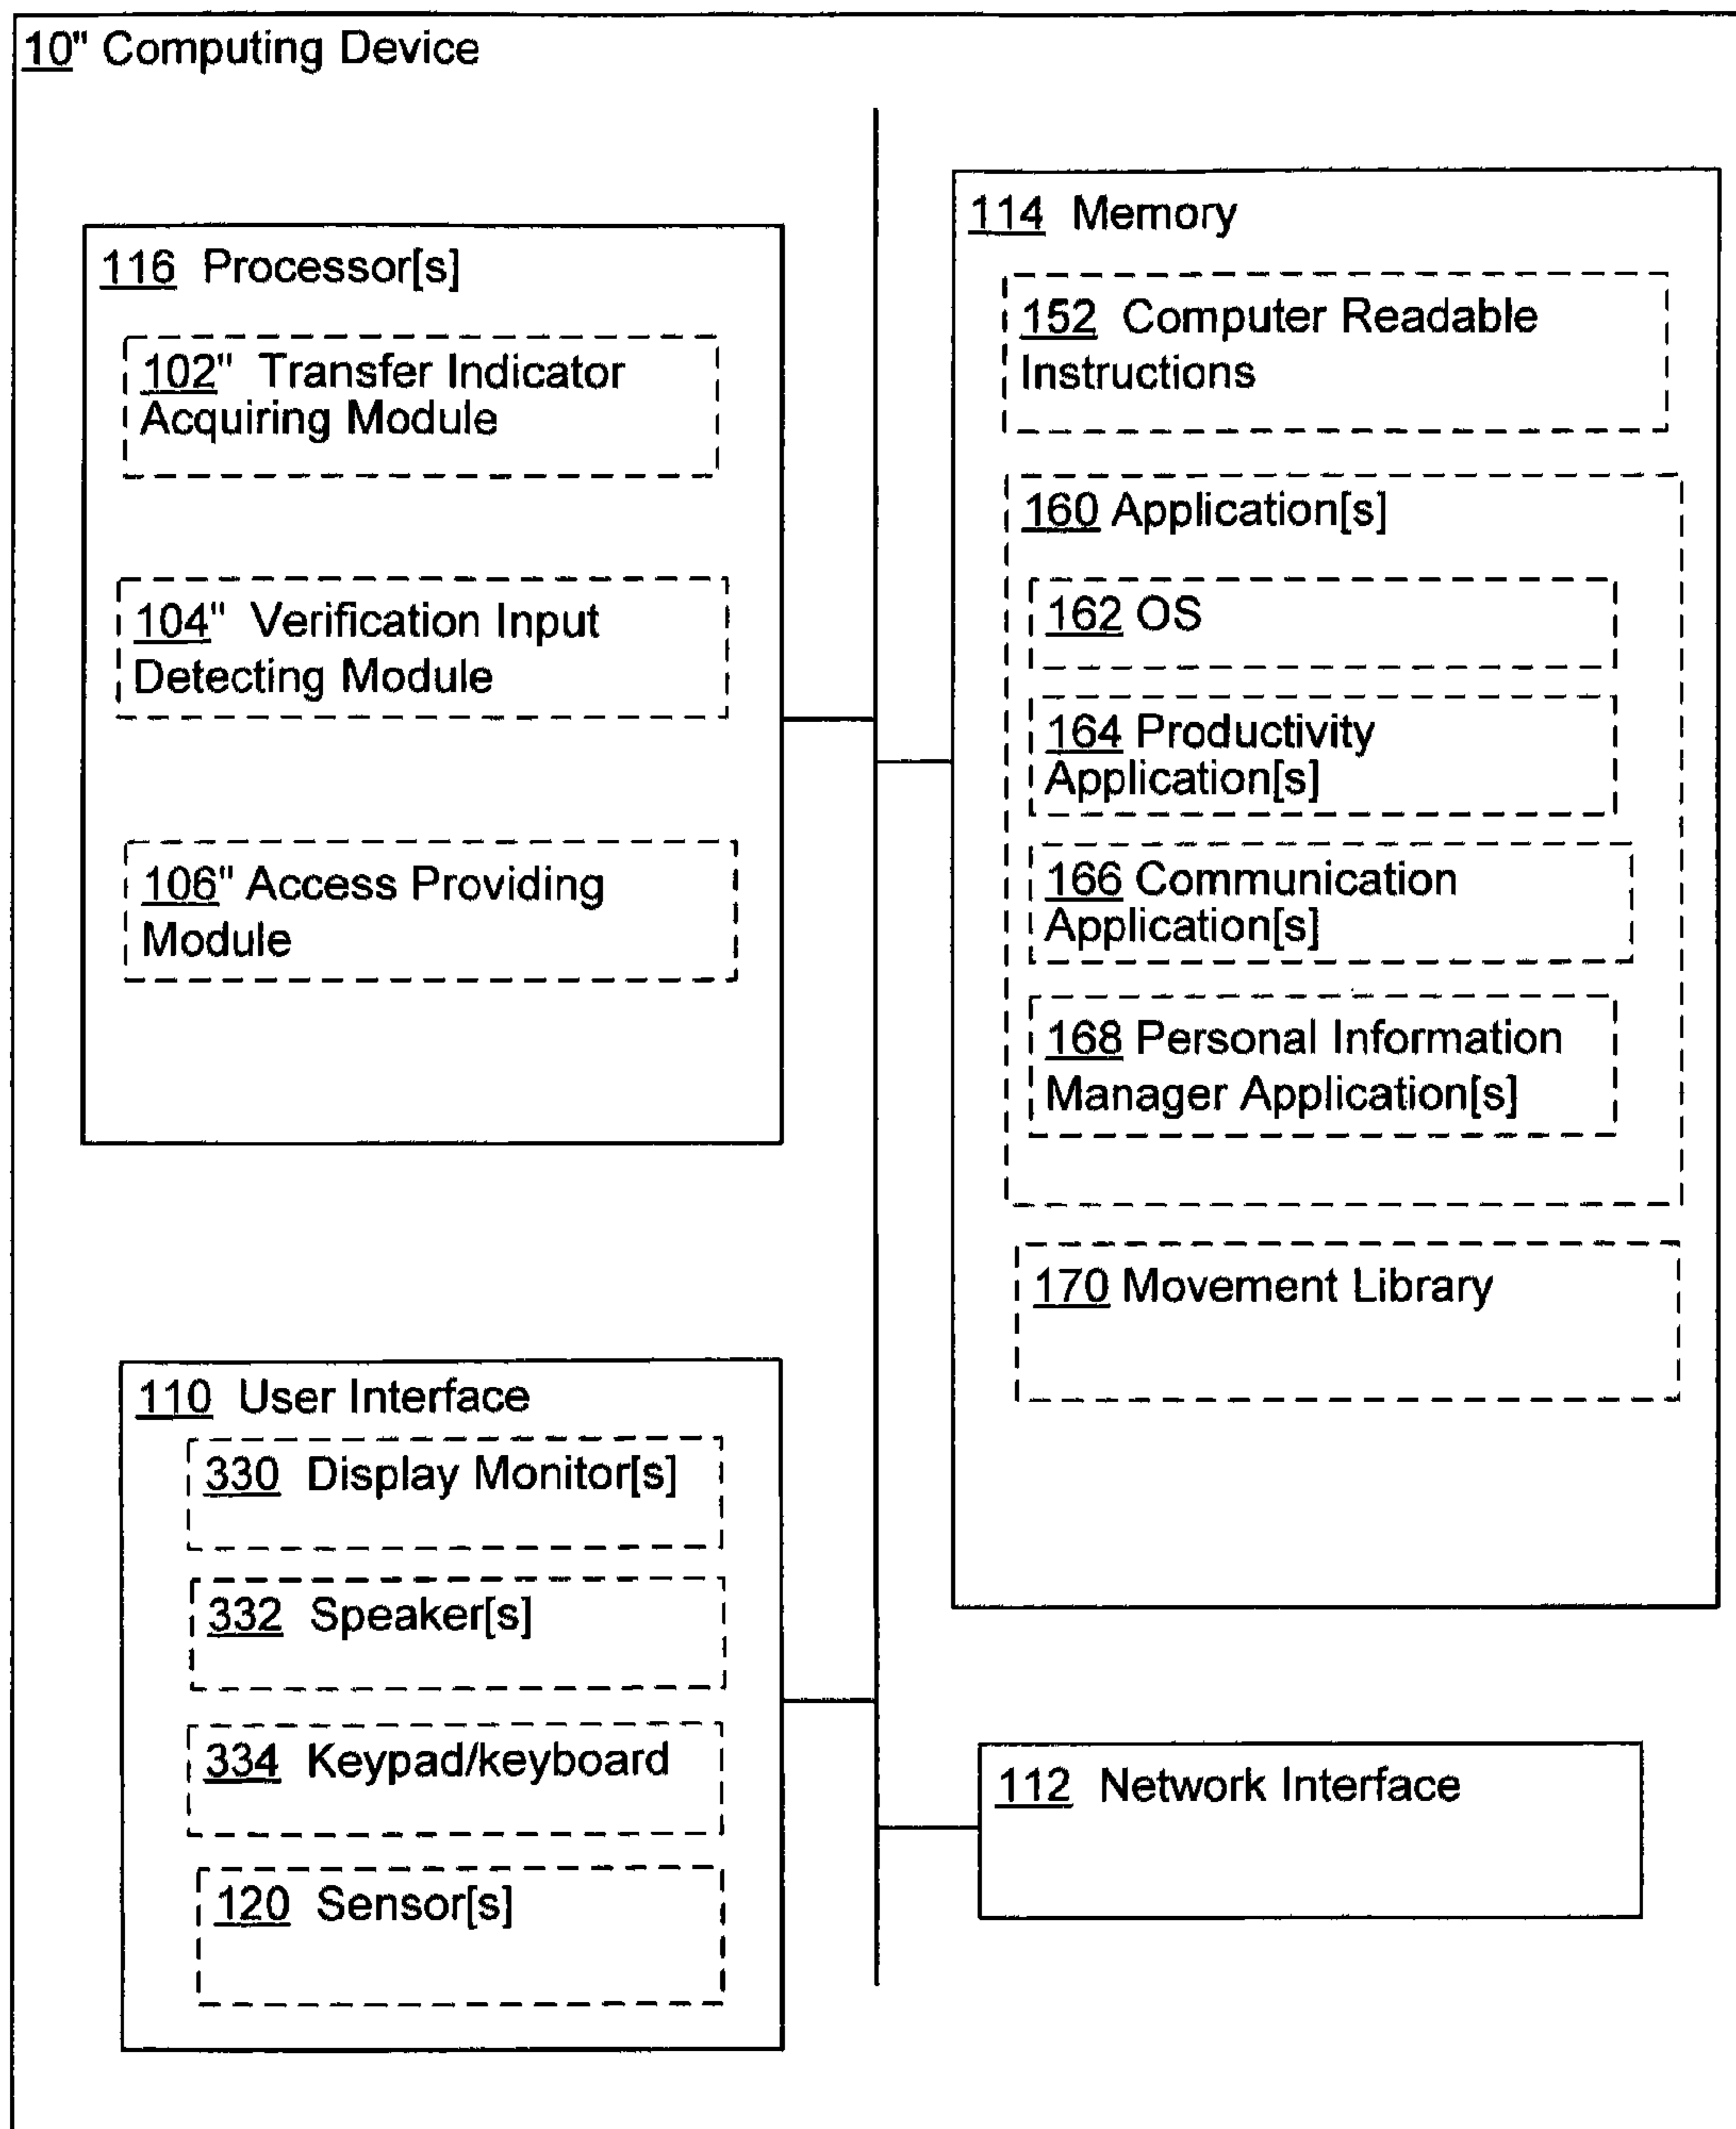 10" Computing Device
116 Processor[s]
102" Transfer Indicator
Acquiring Module
104" Verification Input
Detecting Module
106" Access Providing
Module
114 Memory
152 Computer Readable
Instructions
160 Application[s]
162 OS
164 Productivity
Application[s]
166 Communication
Application[s]
168 Personal Information
Manager Application[s]
170 Movement Library
110 User Interface
330 Display Monitor[s]
332 Speaker[s]
334 Keypad/keyboard
120 Sensor[s]
112 Network Interface